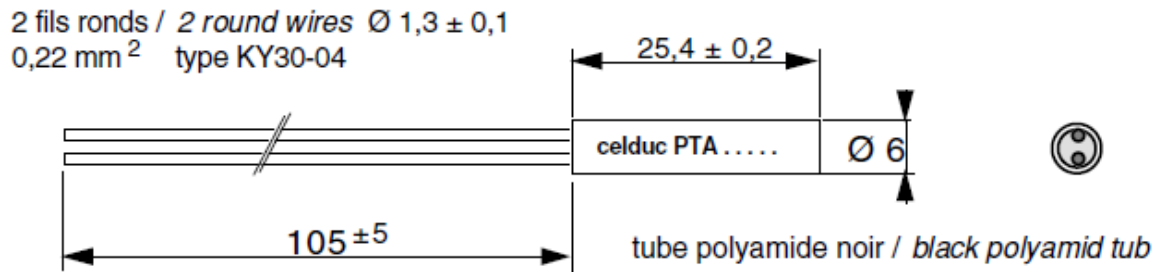 2 fils ronds / 2 round wires Ø 1,3 ± 0,1
0,22 mm 2 type KY30-04
25,4 ± 0,2
celduc PTA . . . . .
Ø 6
105 ±5
tube polyamide noir / black polyamid tub